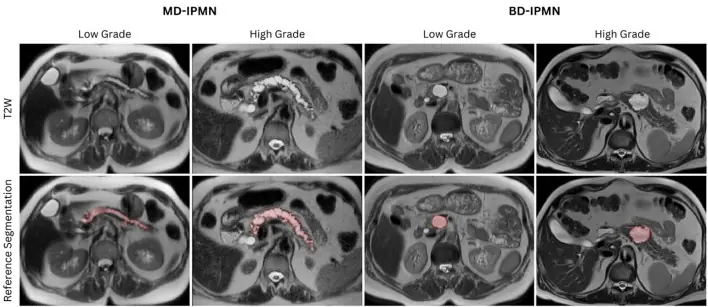 MD-IPMN
BD-IPMN
Low Grade
High Grade
Low Grade
High Grade
T2W
Reference Segmentation